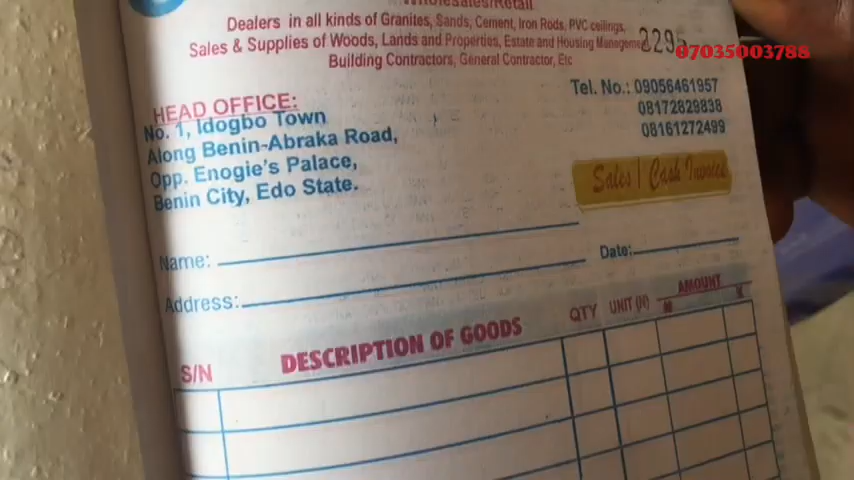 Wholesales/Retail
Dealers in all kinds of Granites, Sands, Cement, Iron Rods, PVC ceilings,
Sales & Supplies of Woods, Lands and Properties, Estate and Housing
Building Contractors, General Contractor, Etc
2295
07035003788
HEAD OFFICE:
No. 1, Idogbo Town
Along Benin-Abraka Road,
Opp. Enogie's Palace,
Benin City, Edo State.
Tel. No.: 09056461957
08172829838
08161272499
Sales / Cash Invoice
Name:
Date:
Address:
S/N DESCRIPTION OF GOODS QTY UNIT (N) AMOUNT
N K